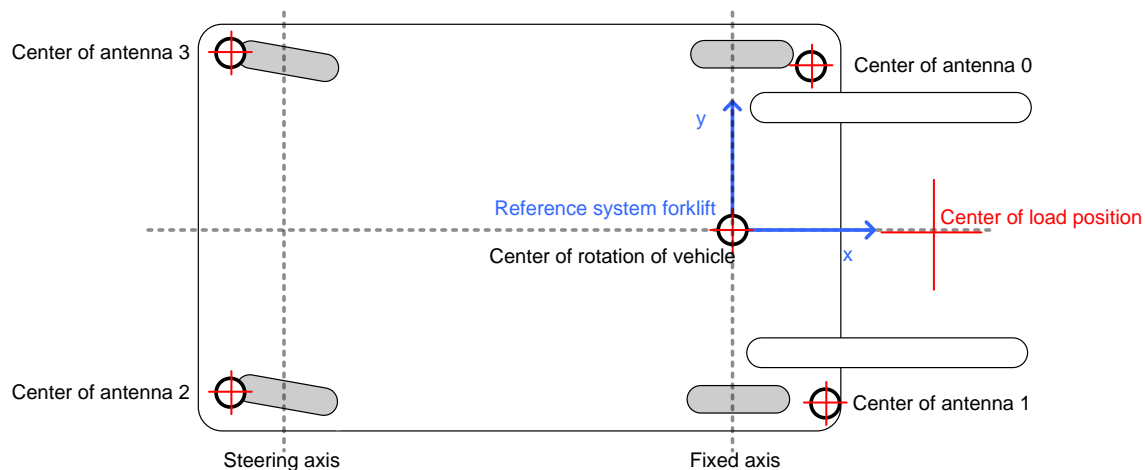 Center of antenna 3
Center of antenna 0
y
Reference system forklift
Center of load position
Center of rotation of vehicle
x
Center of antenna 2
Center of antenna 1
Steering axis
Fixed axis